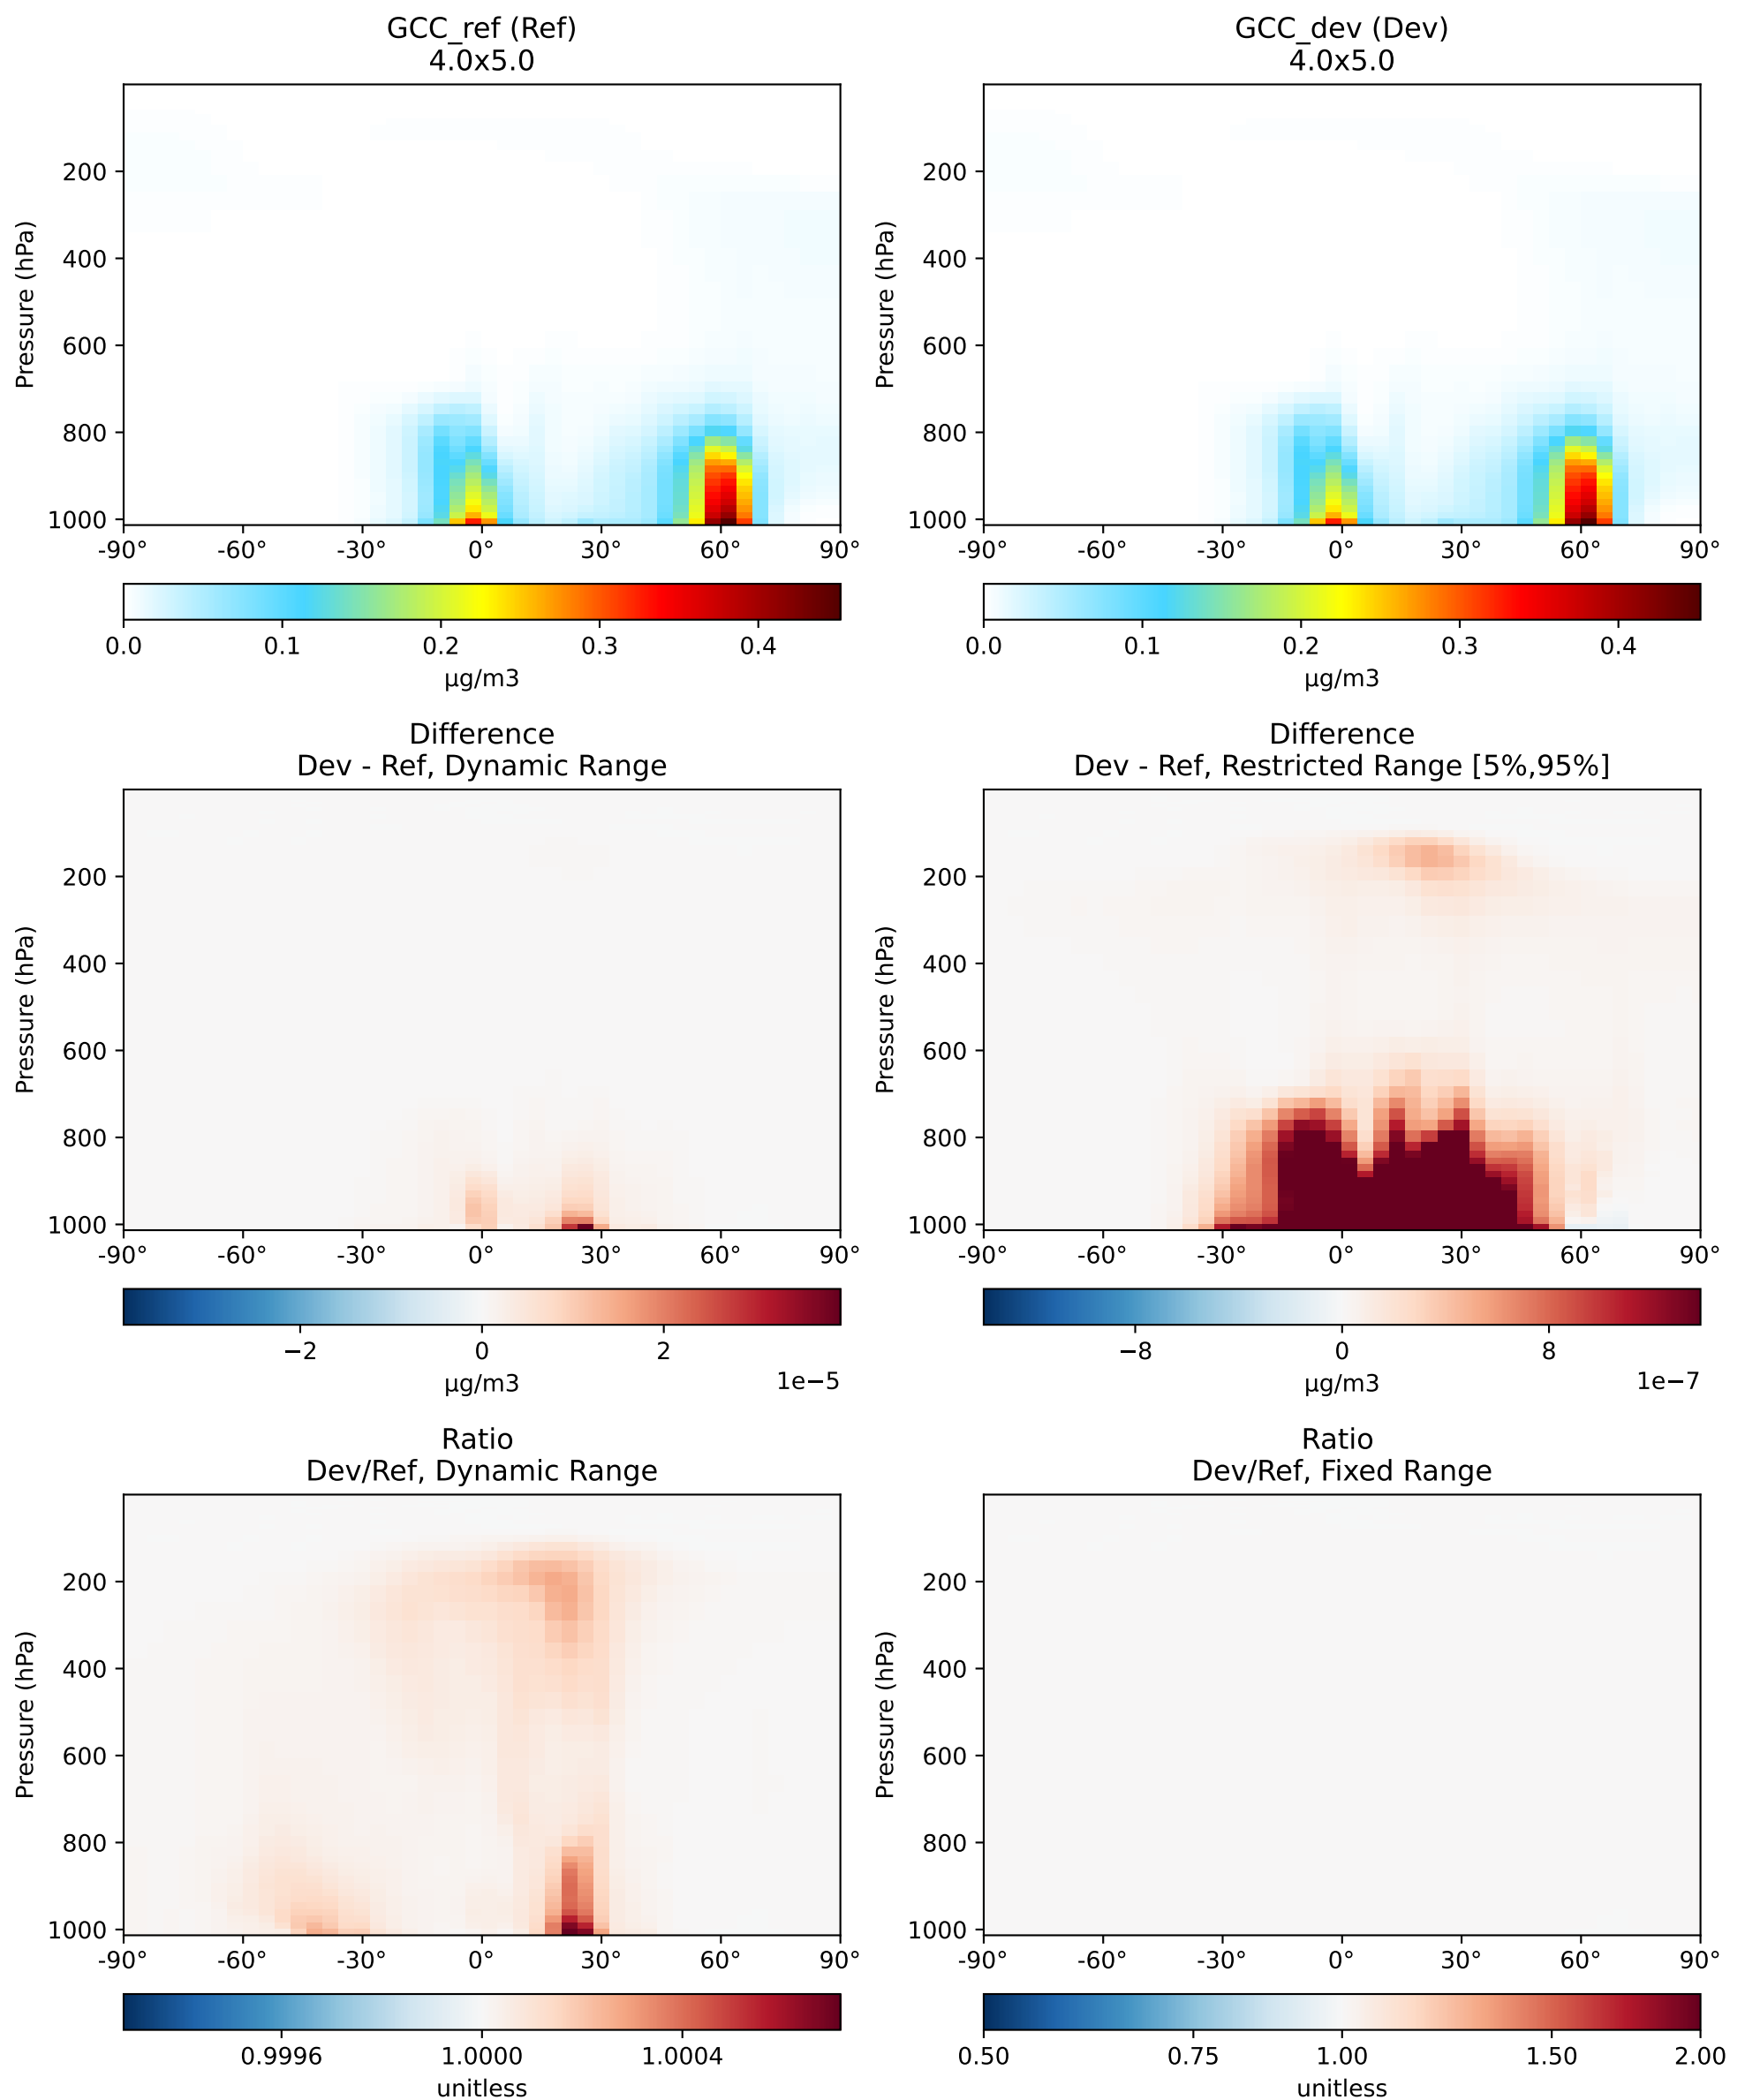 GCC_ref (Ref)
4.0x5.0
Pressure (hPa)
200
400
600
800
1000
-90° -60° -30° 0° 30° 60° 90°
0.0 0.1 0.2 0.3 0.4
μg/m3
GCC_dev (Dev)
4.0x5.0
Pressure (hPa)
200
400
600
800
1000
-90° -60° -30° 0° 30° 60° 90°
0.0 0.1 0.2 0.3 0.4
μg/m3
Difference
Dev - Ref, Dynamic Range
Pressure (hPa)
200
400
600
800
1000
-90° -60° -30° 0° 30° 60° 90°
−2 0 2
1e−5
μg/m3
Difference
Dev - Ref, Restricted Range [5%,95%]
Pressure (hPa)
200
400
600
800
1000
-90° -60° -30° 0° 30° 60° 90°
−8 0 8
1e−7
μg/m3
Ratio
Dev/Ref, Dynamic Range
Pressure (hPa)
200
400
600
800
1000
-90° -60° -30° 0° 30° 60° 90°
0.9996 1.0000 1.0004
unitless
Ratio
Dev/Ref, Fixed Range
Pressure (hPa)
200
400
600
800
1000
-90° -60° -30° 0° 30° 60° 90°
0.50 0.75 1.00 1.50 2.00
unitless